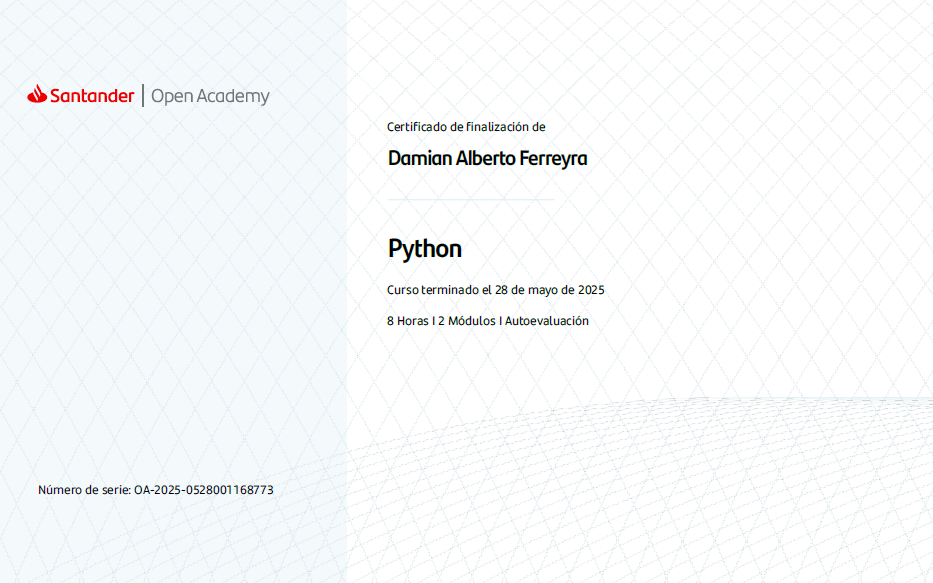 Santander | Open Academy
Certificado de finalización de
Damian Alberto Ferreyra
Python
Curso terminado el 28 de mayo de 2025
8 Horas I 2 Módulos I Autoevaluación
Número de serie: OA-2025-0528001168773